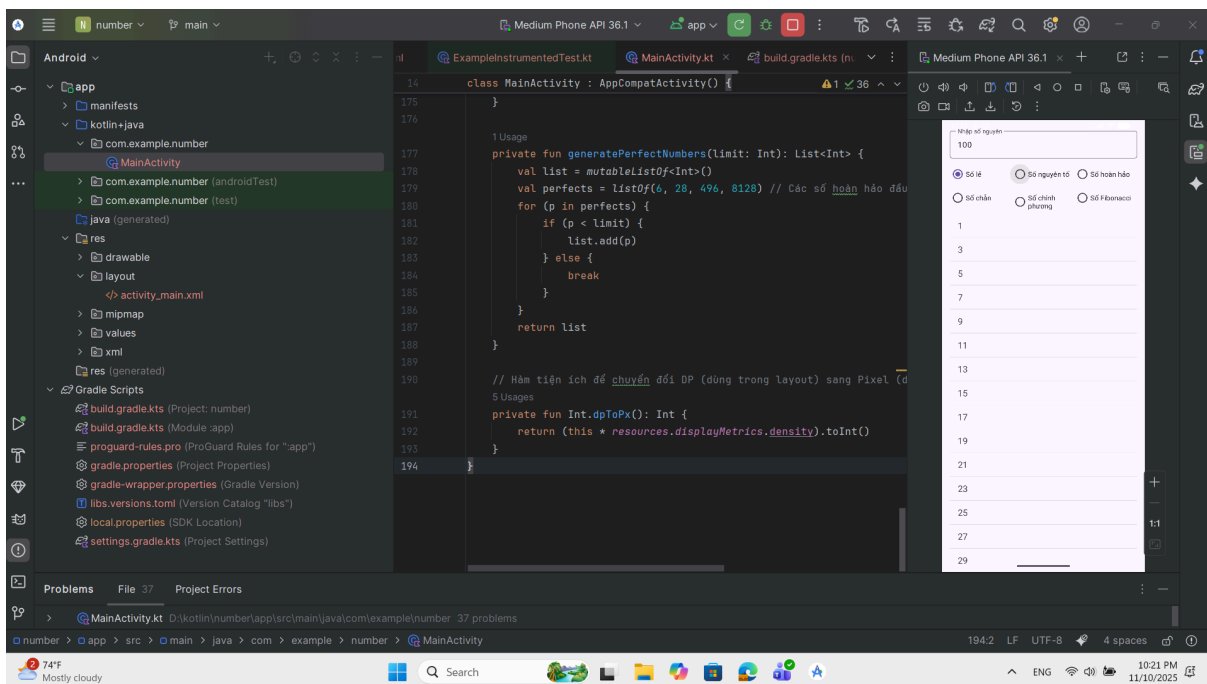 number
main
Medium Phone API 36.1
app
Android
app
manifests
kotlin+java
com.example.number
MainActivity
com.example.number (androidTest)
com.example.number (test)
java (generated)
res
drawable
layout
</> activity_main.xml
mipmap
values
xml
res (generated)
Gradle Scripts
build.gradle.kts (Project: number)
build.gradle.kts (Module :app)
proguard-rules.pro (ProGuard Rules for ":app")
gradle.properties (Project Properties)
gradle-wrapper.properties (Gradle Version)
libs.versions.toml (Version Catalog "libs")
local.properties (SDK Location)
settings.gradle.kts (Project Settings)
ExampleInstrumentedTest.kt
MainActivity.kt
build.gradle.kts (nu
14 class MainActivity : AppCompatActivity() {
1 36
175 }
176
1 Usage
177 private fun generatePerfectNumbers(limit: Int): List<Int> {
178 val list = mutableListOf<Int>()
179 val perfects = listOf(6, 28, 496, 8128) // Các số hoàn hảo đầu
180 for (p in perfects) {
181 if (p < limit) {
182 list.add(p)
183 } else {
184 break
185 }
186 }
187 return list
188 }
189
190 // Hàm tiện ích để chuyển đổi DP (dùng trong layout) sang Pixel (d
5 Usages
191 private fun Int.dpToPx(): Int {
192 return (this * resources.displayMetrics.density).toInt()
193 }
194 }
Medium Phone API 36.1
Nhập số nguyên
100
Số lẻ
Số nguyên tố
Số hoàn hảo
Số chẵn
Số chính
phương
Số Fibonacci
1
3
5
7
9
11
13
15
17
19
21
23
25
27
29
1:1
Problems File 37 Project Errors
MainActivity.kt D:\kotlin\number\app\src\main\java\com\example\number 37 problems
number > app > src > main > java > com > example > number > MainActivity
194:2 LF UTF-8 4 spaces
2
74°F
Mostly cloudy
Search
ENG
10:21 PM
11/10/2025